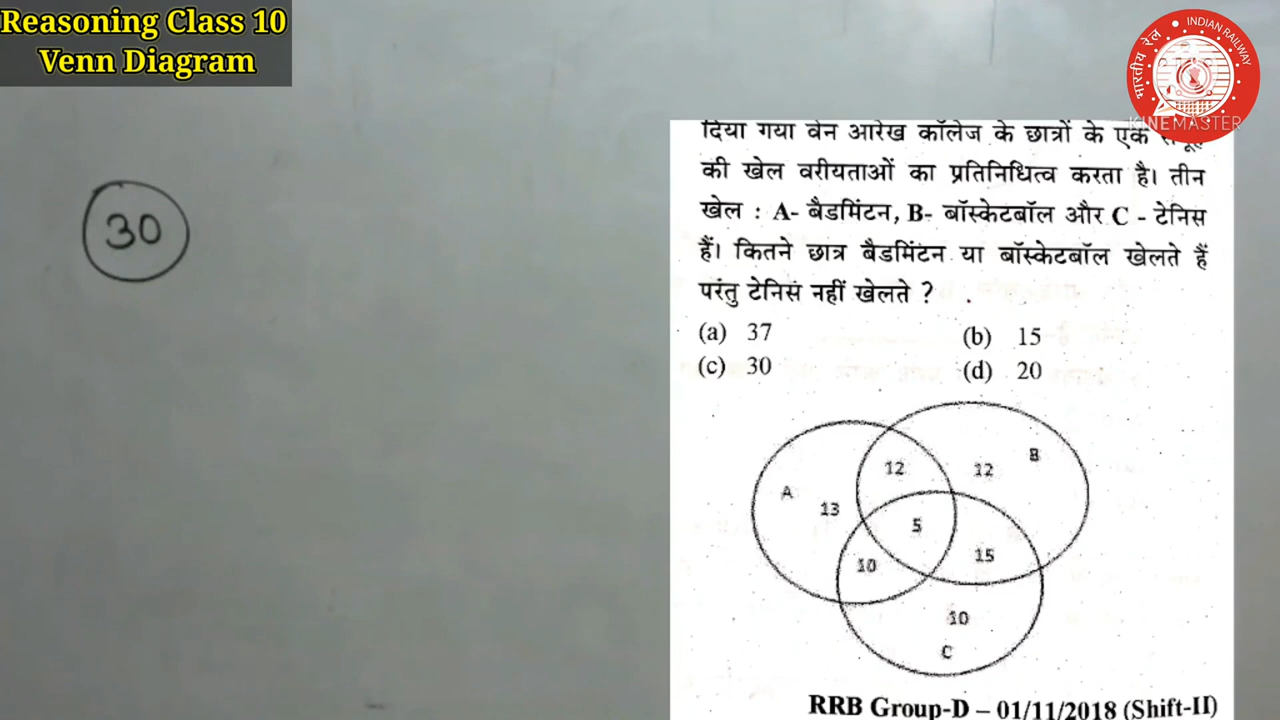 Reasoning Class 10
Venn Diagram
INDIAN RAILWAY
भारतीय रेल
KINEMASTER
30
दिया गया वेन आरेख कॉलेज के छात्रों के एक
की खेल वरीयताओं का प्रतिनिधित्व करता है। तीन
खेल : A- बैडमिंटन, B- बॉस्केटबॉल और C - टेनिस
हैं। कितने छात्र बैडमिंटन या बॉस्केटबॉल खेलते हैं
परंतु टेनिस नहीं खेलते ?
(a) 37 (b) 15
(c) 30 (d) 20
B
12 12
A
13
5
15
10
10
C
RRB Group-D – 01/11/2018 (Shift-II)